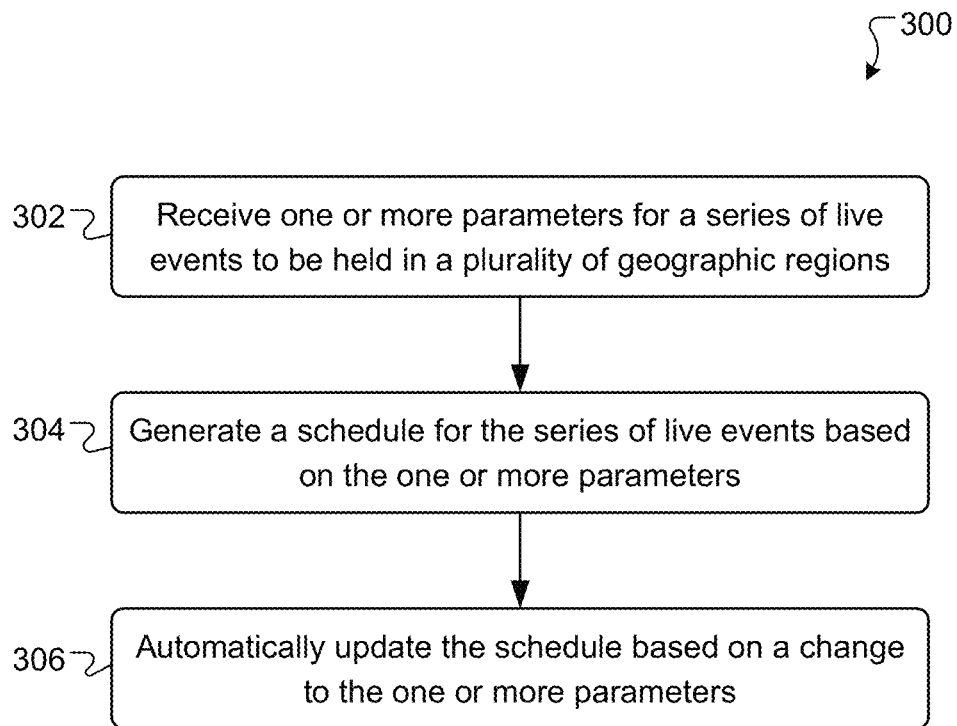 300
302
Receive one or more parameters for a series of live
events to be held in a plurality of geographic regions
304
Generate a schedule for the series of live events based
on the one or more parameters
306
Automatically update the schedule based on a change
to the one or more parameters